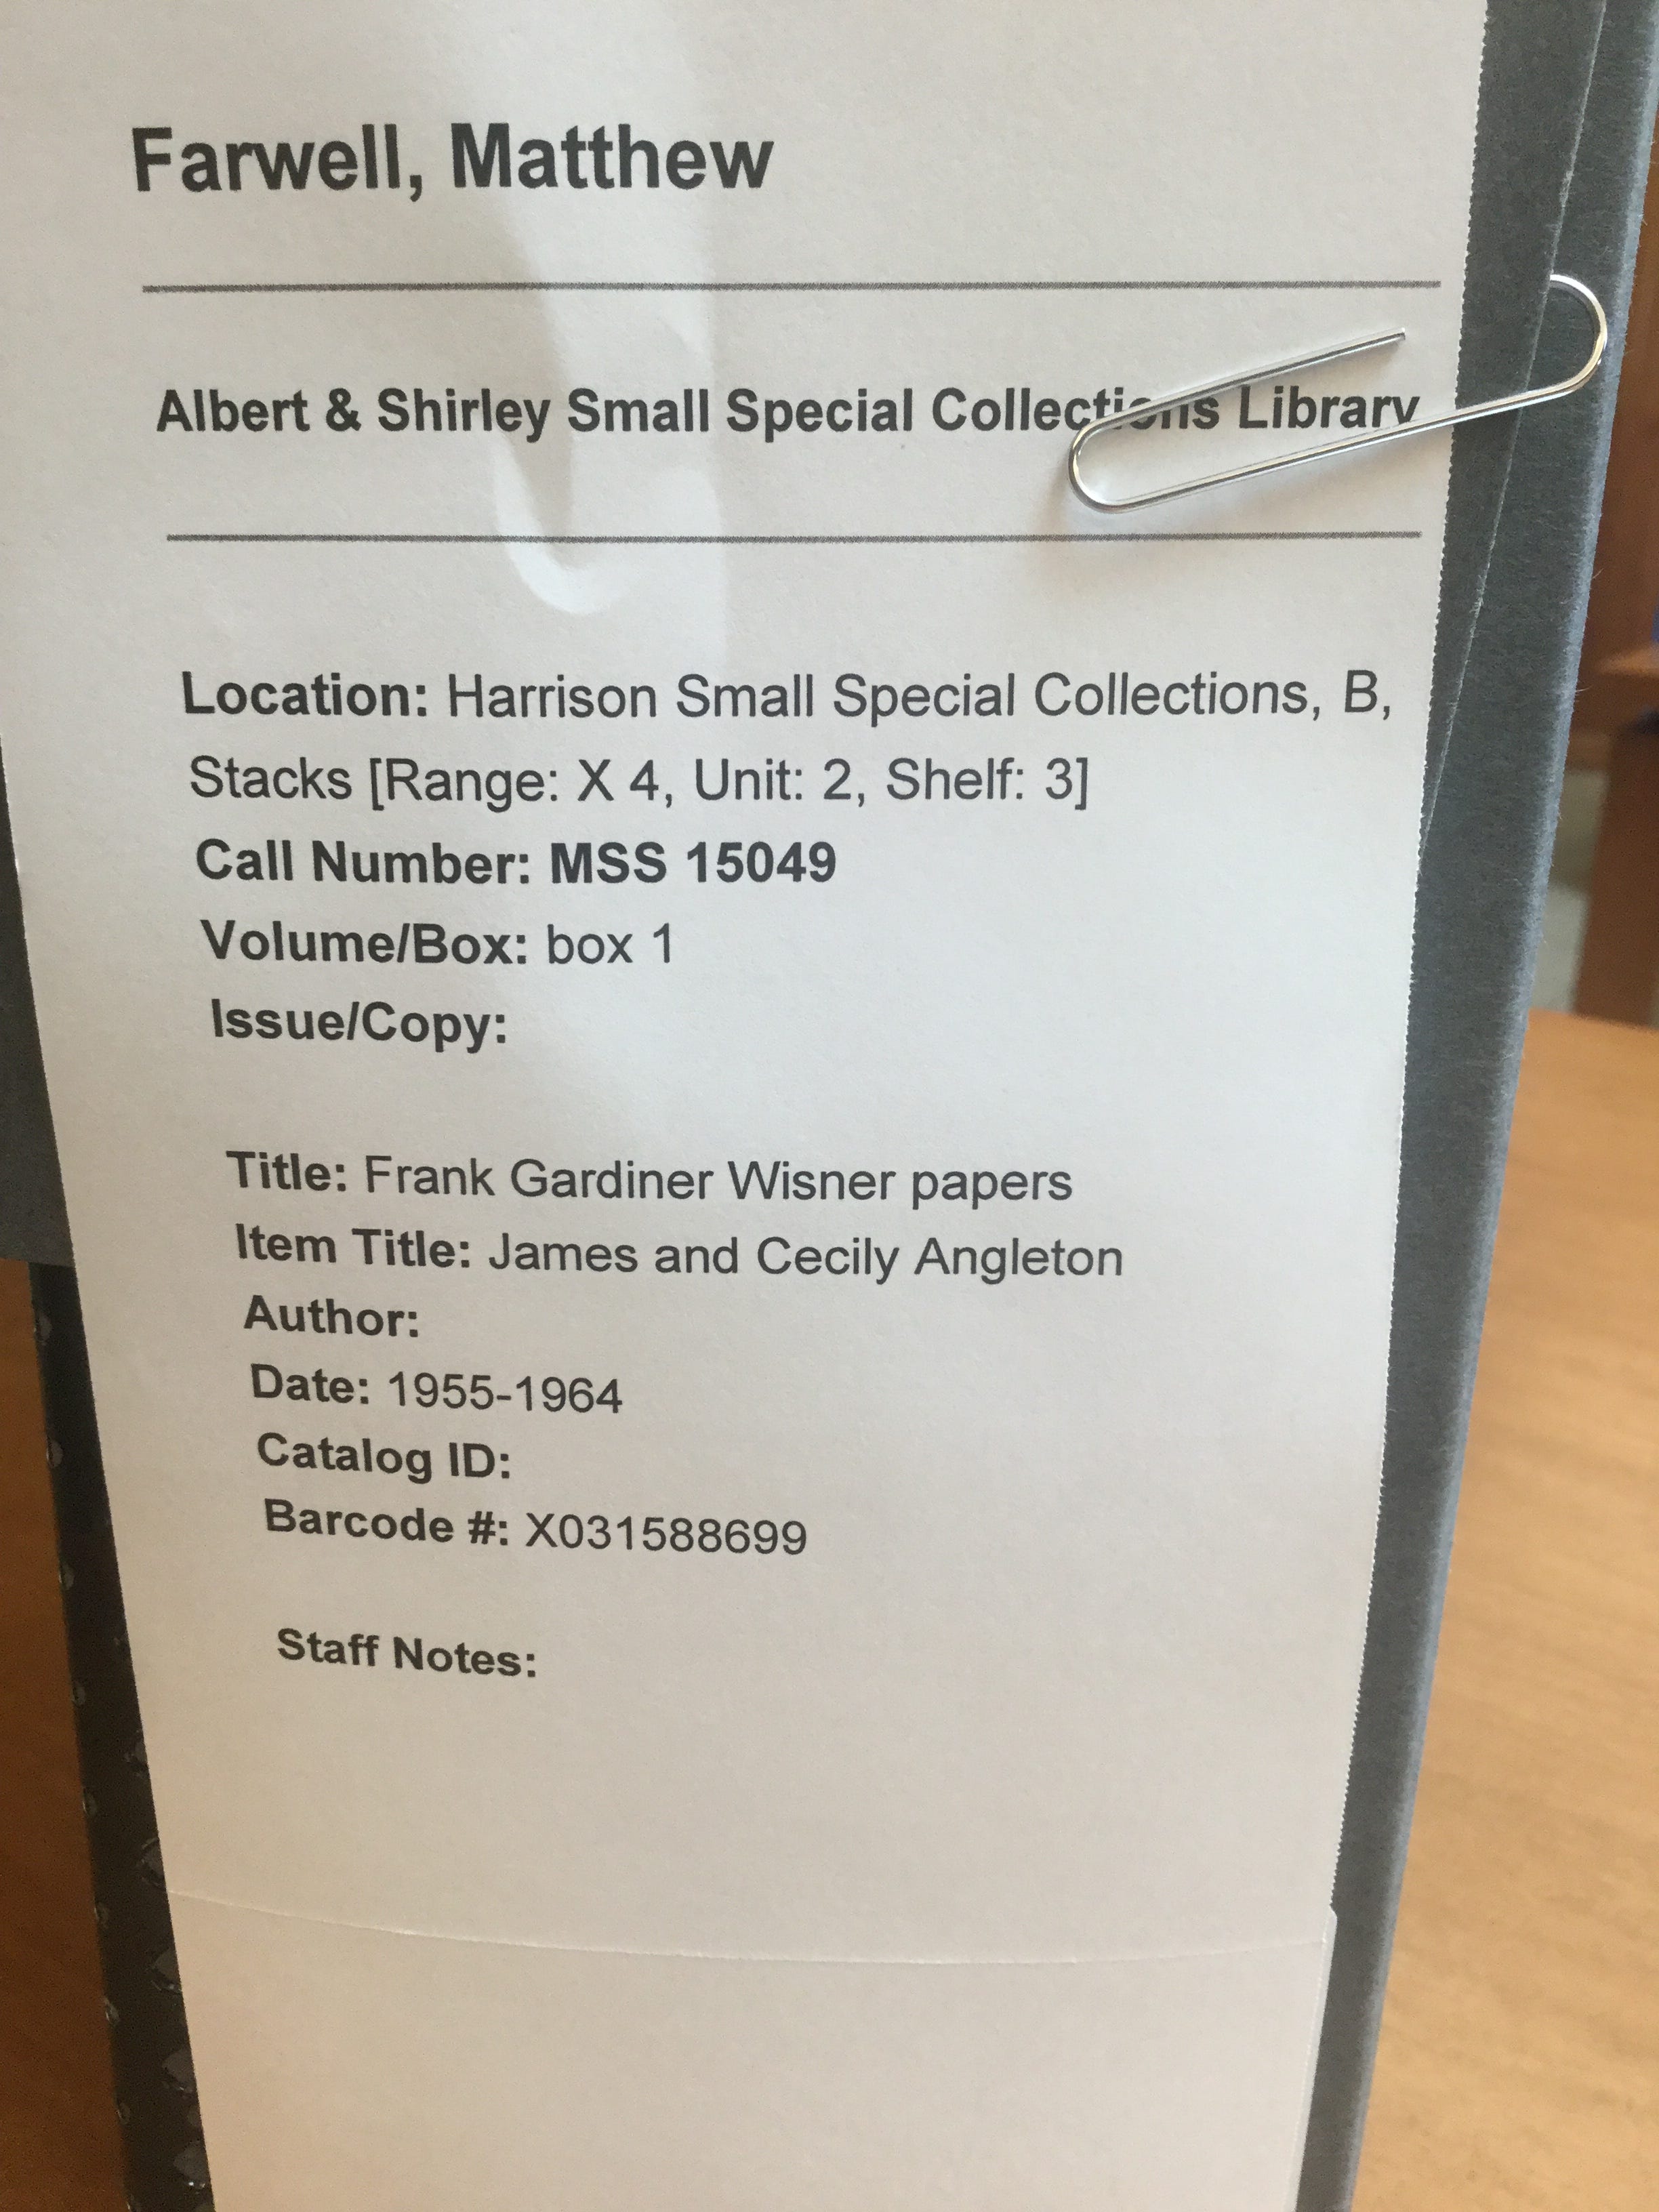 Farwell, Matthew
Albert & Shirley Small Special Collections Library
Location: Harrison Small Special Collections, B,
Stacks [Range: X 4, Unit: 2, Shelf: 3]
Call Number: MSS 15049
Volume/Box: box 1
Issue/Copy:
Title: Frank Gardiner Wisner papers
Item Title: James and Cecily Angleton
Author:
Date: 1955-1964
Catalog ID:
Barcode #: X031588699
Staff Notes: